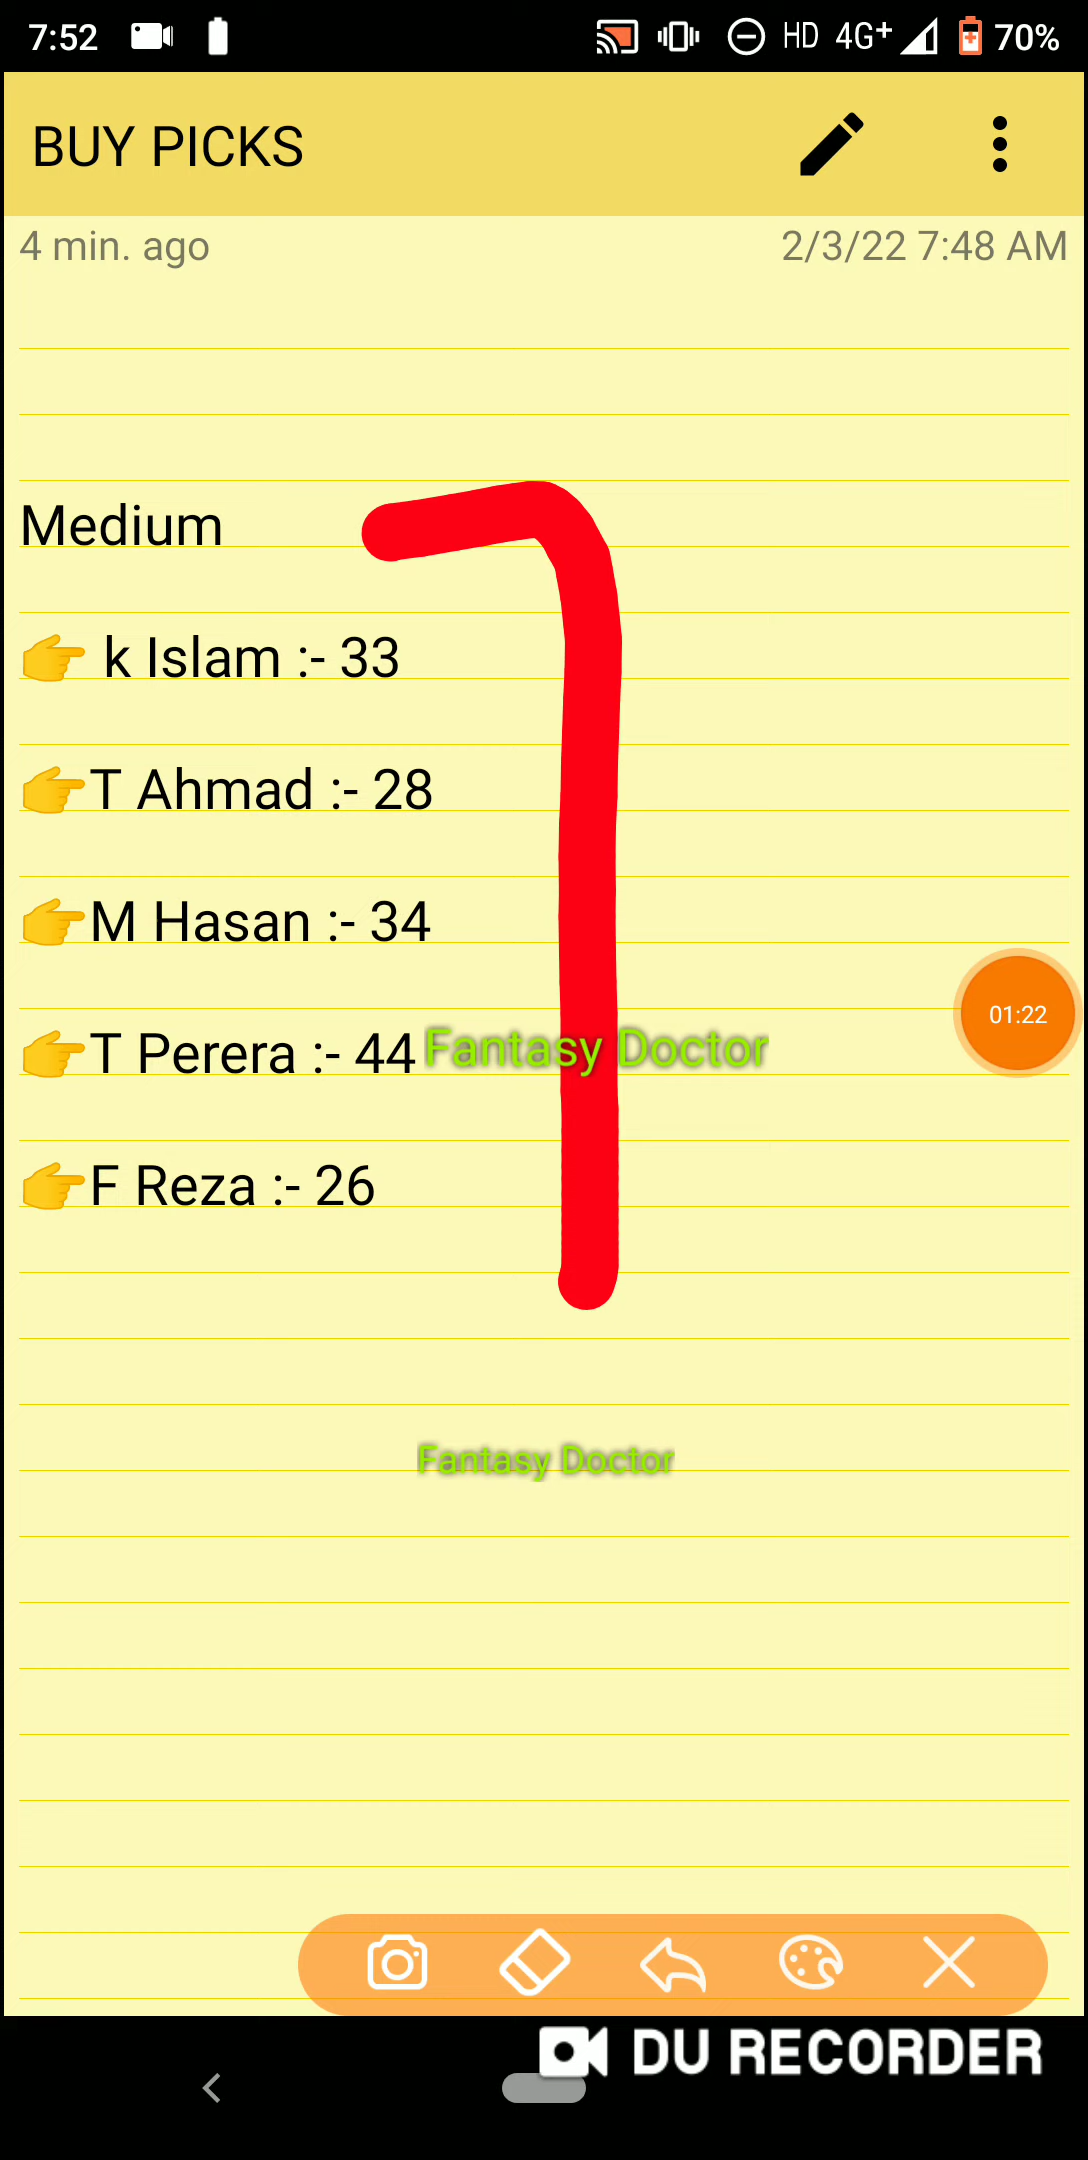 7:52 HD 4G+ 70%
BUY PICKS
4 min. ago 2/3/22 7:48 AM
Medium
👉 k Islam :- 33
👉T Ahmad :- 28
👉M Hasan :- 34
01:22
👉T Perera :- 44 Fantasy Doctor
👉F Reza :- 26
Fantasy Doctor
DU RECORDER